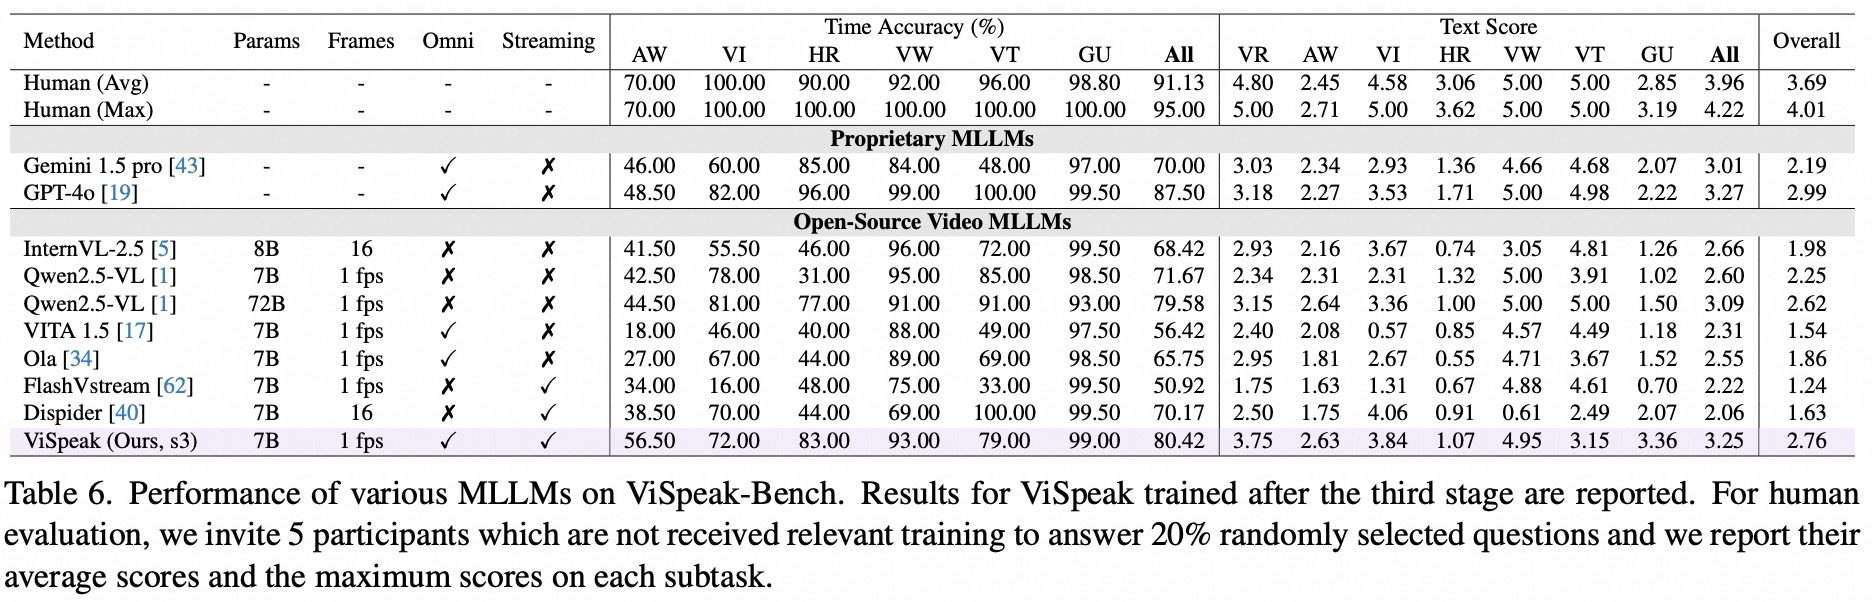 Method Params Frames Omni Streaming Time Accuracy (%) Text Score Overall
AW VI HR VW VT GU All VR AW VI HR VW VT GU All
Human (Avg) - - - - 70.00 100.00 90.00 92.00 96.00 98.80 91.13 4.80 2.45 4.58 3.06 5.00 5.00 2.85 3.96 3.69
Human (Max) - - - - 70.00 100.00 100.00 100.00 100.00 100.00 95.00 5.00 2.71 5.00 3.62 5.00 5.00 3.19 4.22 4.01
Proprietary MLLMs
Gemini 1.5 pro [43] - - ✓ ✗ 46.00 60.00 85.00 84.00 48.00 97.00 70.00 3.03 2.34 2.93 1.36 4.66 4.68 2.07 3.01 2.19
GPT-4o [19] - - ✓ ✗ 48.50 82.00 96.00 99.00 100.00 99.50 87.50 3.18 2.27 3.53 1.71 5.00 4.98 2.22 3.27 2.99
Open-Source Video MLLMs
InternVL-2.5 [5] 8B 16 ✗ ✗ 41.50 55.50 46.00 96.00 72.00 99.50 68.42 2.93 2.16 3.67 0.74 3.05 4.81 1.26 2.66 1.98
Qwen2.5-VL [1] 7B 1 fps ✗ ✗ 42.50 78.00 31.00 95.00 85.00 98.50 71.67 2.34 2.31 2.31 1.32 5.00 3.91 1.02 2.60 2.25
Qwen2.5-VL [1] 72B 1 fps ✗ ✗ 44.50 81.00 77.00 91.00 91.00 93.00 79.58 3.15 2.64 3.36 1.00 5.00 5.00 1.50 3.09 2.62
VITA 1.5 [17] 7B 1 fps ✓ ✗ 18.00 46.00 40.00 88.00 49.00 97.50 56.42 2.40 2.08 0.57 0.85 4.57 4.49 1.18 2.31 1.54
Ola [34] 7B 1 fps ✓ ✗ 27.00 67.00 44.00 89.00 69.00 98.50 65.75 2.95 1.81 2.67 0.55 4.71 3.67 1.52 2.55 1.86
FlashVstream [62] 7B 1 fps ✗ ✓ 34.00 16.00 48.00 75.00 33.00 99.50 50.92 1.75 1.63 1.31 0.67 4.88 4.61 0.70 2.22 1.24
Dispider [40] 7B 16 ✗ ✓ 38.50 70.00 44.00 69.00 100.00 99.50 70.17 2.50 1.75 4.06 0.91 0.61 2.49 2.07 2.06 1.63
ViSpeak (Ours, s3) 7B 1 fps ✓ ✓ 56.50 72.00 83.00 93.00 79.00 99.00 80.42 3.75 2.63 3.84 1.07 4.95 3.15 3.36 3.25 2.76
Table 6. Performance of various MLLMs on ViSpeak-Bench. Results for ViSpeak trained after the third stage are reported. For human
evaluation, we invite 5 participants which are not received relevant training to answer 20% randomly selected questions and we report their
average scores and the maximum scores on each subtask.